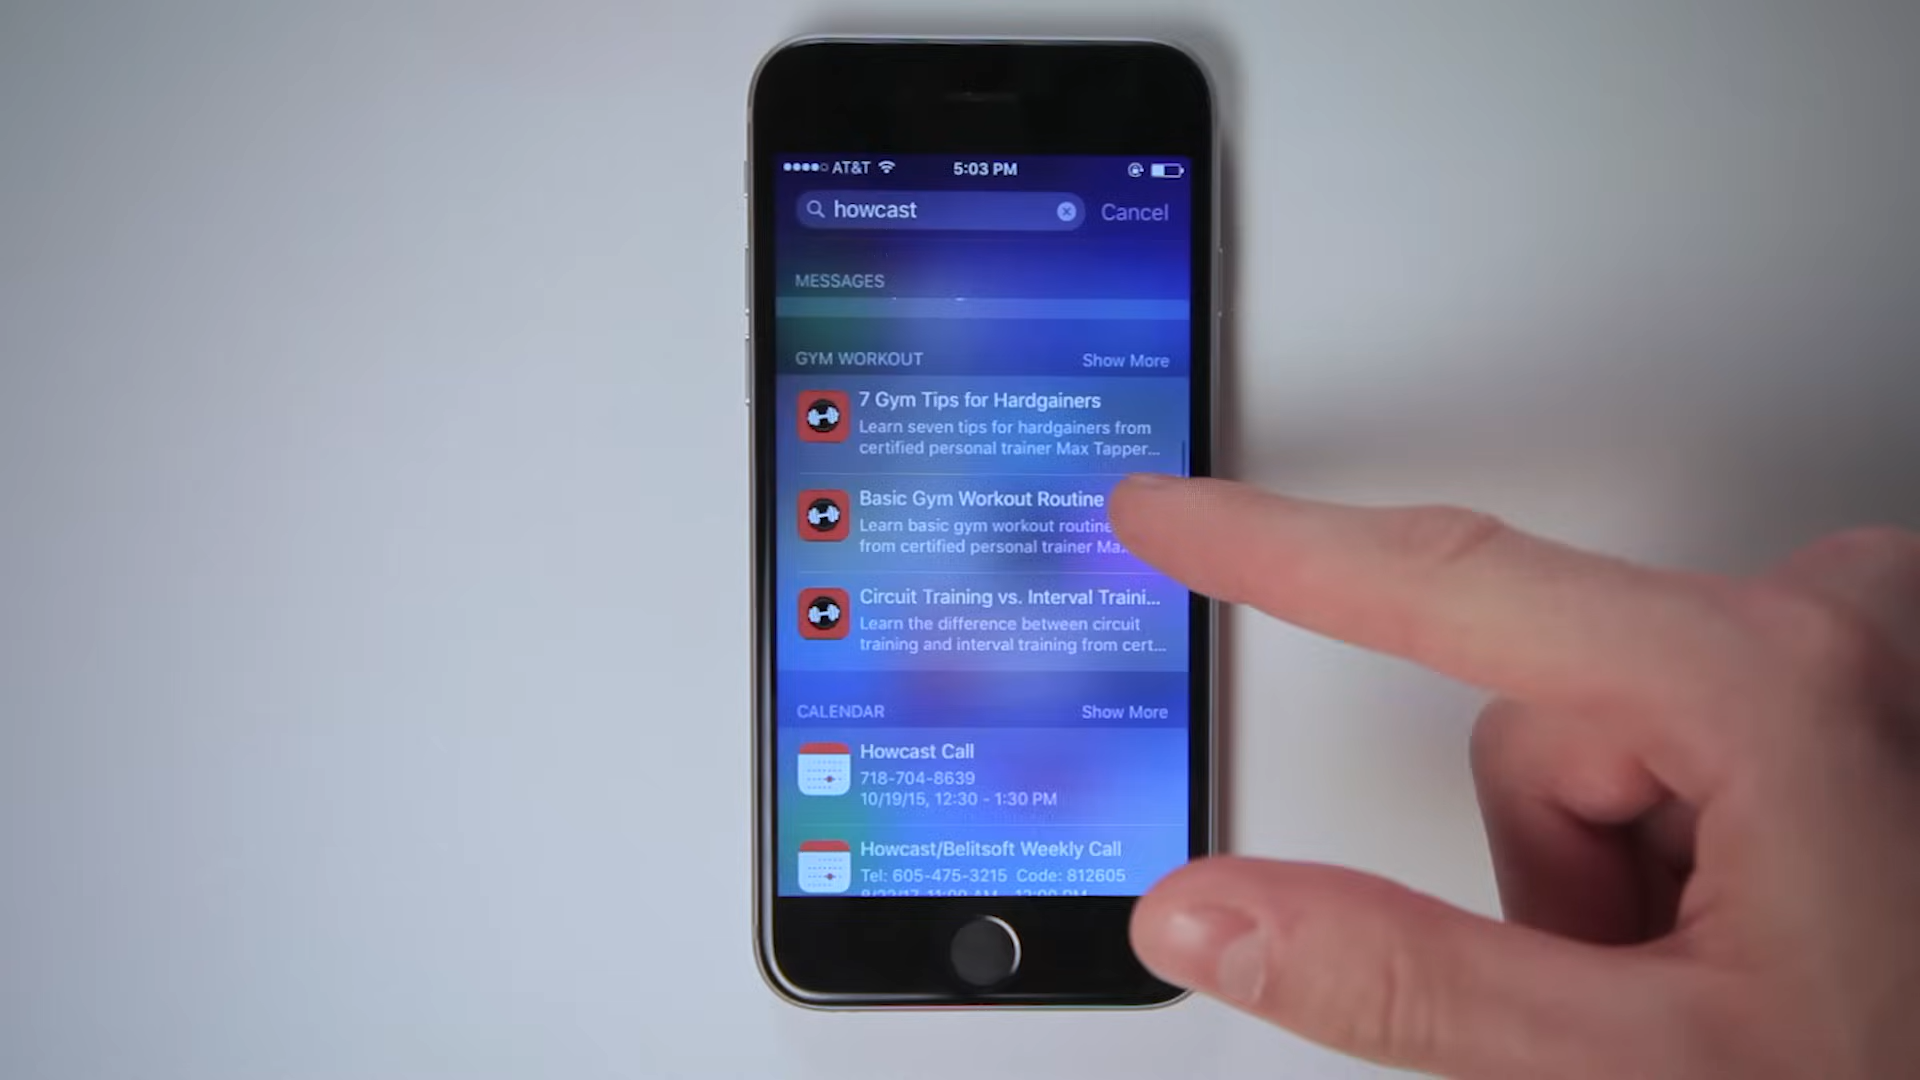 AT&T 5:03 PM
howcast Cancel
MESSAGES
GYM WORKOUT Show More
7 Gym Tips for Hardgainers
Learn seven tips for hardgainers from
certified personal trainer Max Tapper...
Basic Gym Workout Routine
Learn basic gym workout routine
from certified personal trainer
Circuit Training vs. Interval Traini...
Learn the difference between circuit
training and interval training from cert...
CALENDAR Show More
Howcast Call
718-704-8639
10/19/15, 12:30 - 1:30 PM
Howcast/Belitsoft Weekly Call
Tel: 605-475-3215 Code: 812605